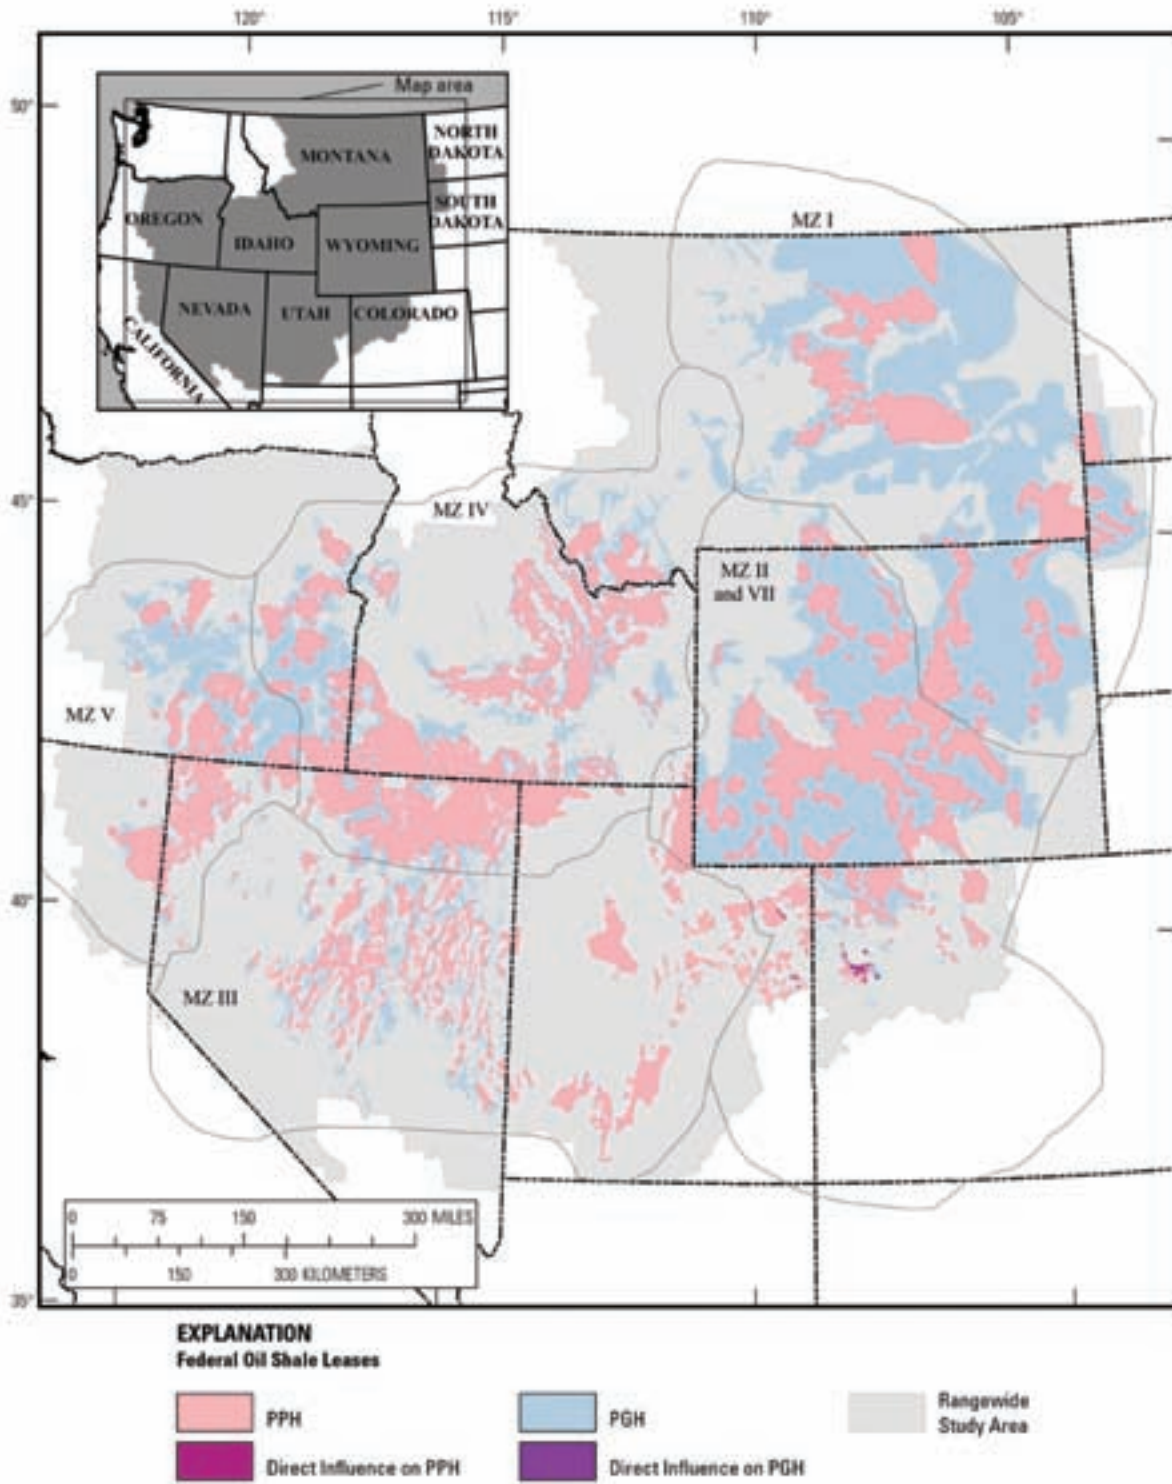 120° 115° 110° 105°
50°
45°
40°
35°
Map area
NORTH
DAKOTA
MONTANA
SOUTH
DAKOTA
OREGON
IDAHO
WYOMING
NEVADA
UTAH
COLORADO
CALIFORNIA
MZ I
MZ IV
MZ II
and VII
MZ V
MZ III
0 75 150 300 MILES
0 150 300 KILOMETERS
EXPLANATION
Federal Oil Shale Leases
PPH
PGH
Rangewide
Study Area
Direct Influence on PPH
Direct Influence on PGH